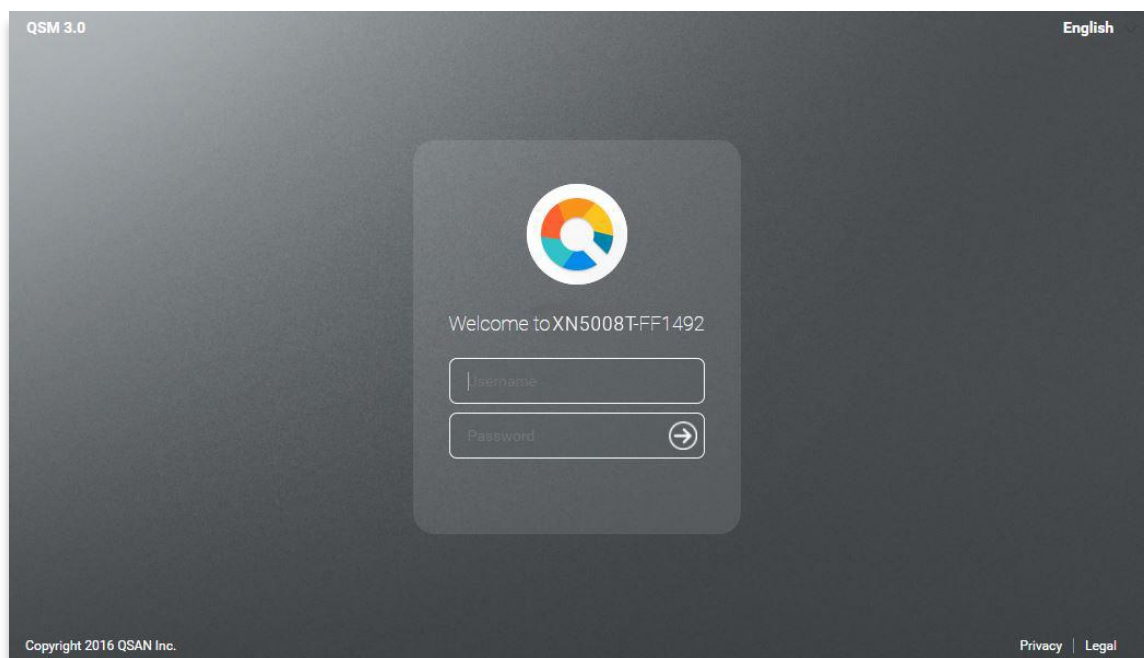 QSM 3.0
English
Welcome to XN5008T-FF1492
Username
Password
Copyright 2016 QSAN Inc.
Privacy | Legal